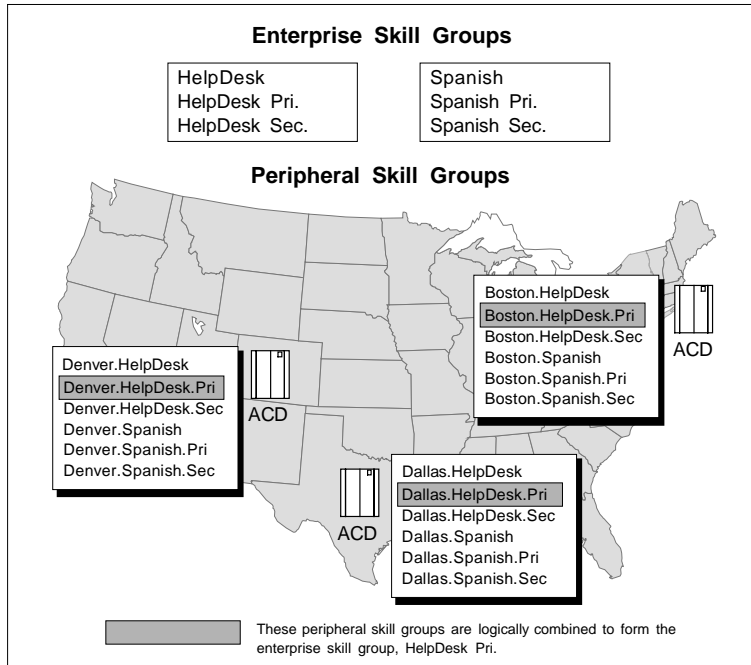 Enterprise Skill Groups
HelpDesk
HelpDesk Pri.
HelpDesk Sec.
Spanish
Spanish Pri.
Spanish Sec.
Peripheral Skill Groups
Boston.HelpDesk
Boston.HelpDesk.Pri
Boston.HelpDesk.Sec
Boston.Spanish
Boston.Spanish.Pri
Boston.Spanish.Sec
ACD
Denver.HelpDesk
Denver.HelpDesk.Pri
Denver.HelpDesk.Sec
Denver.Spanish
Denver.Spanish.Pri
Denver.Spanish.Sec
ACD
Dallas.HelpDesk
Dallas.HelpDesk.Pri
Dallas.HelpDesk.Sec
Dallas.Spanish
Dallas.Spanish.Pri
Dallas.Spanish.Sec
ACD
These peripheral skill groups are logically combined to form the
enterprise skill group, HelpDesk Pri.